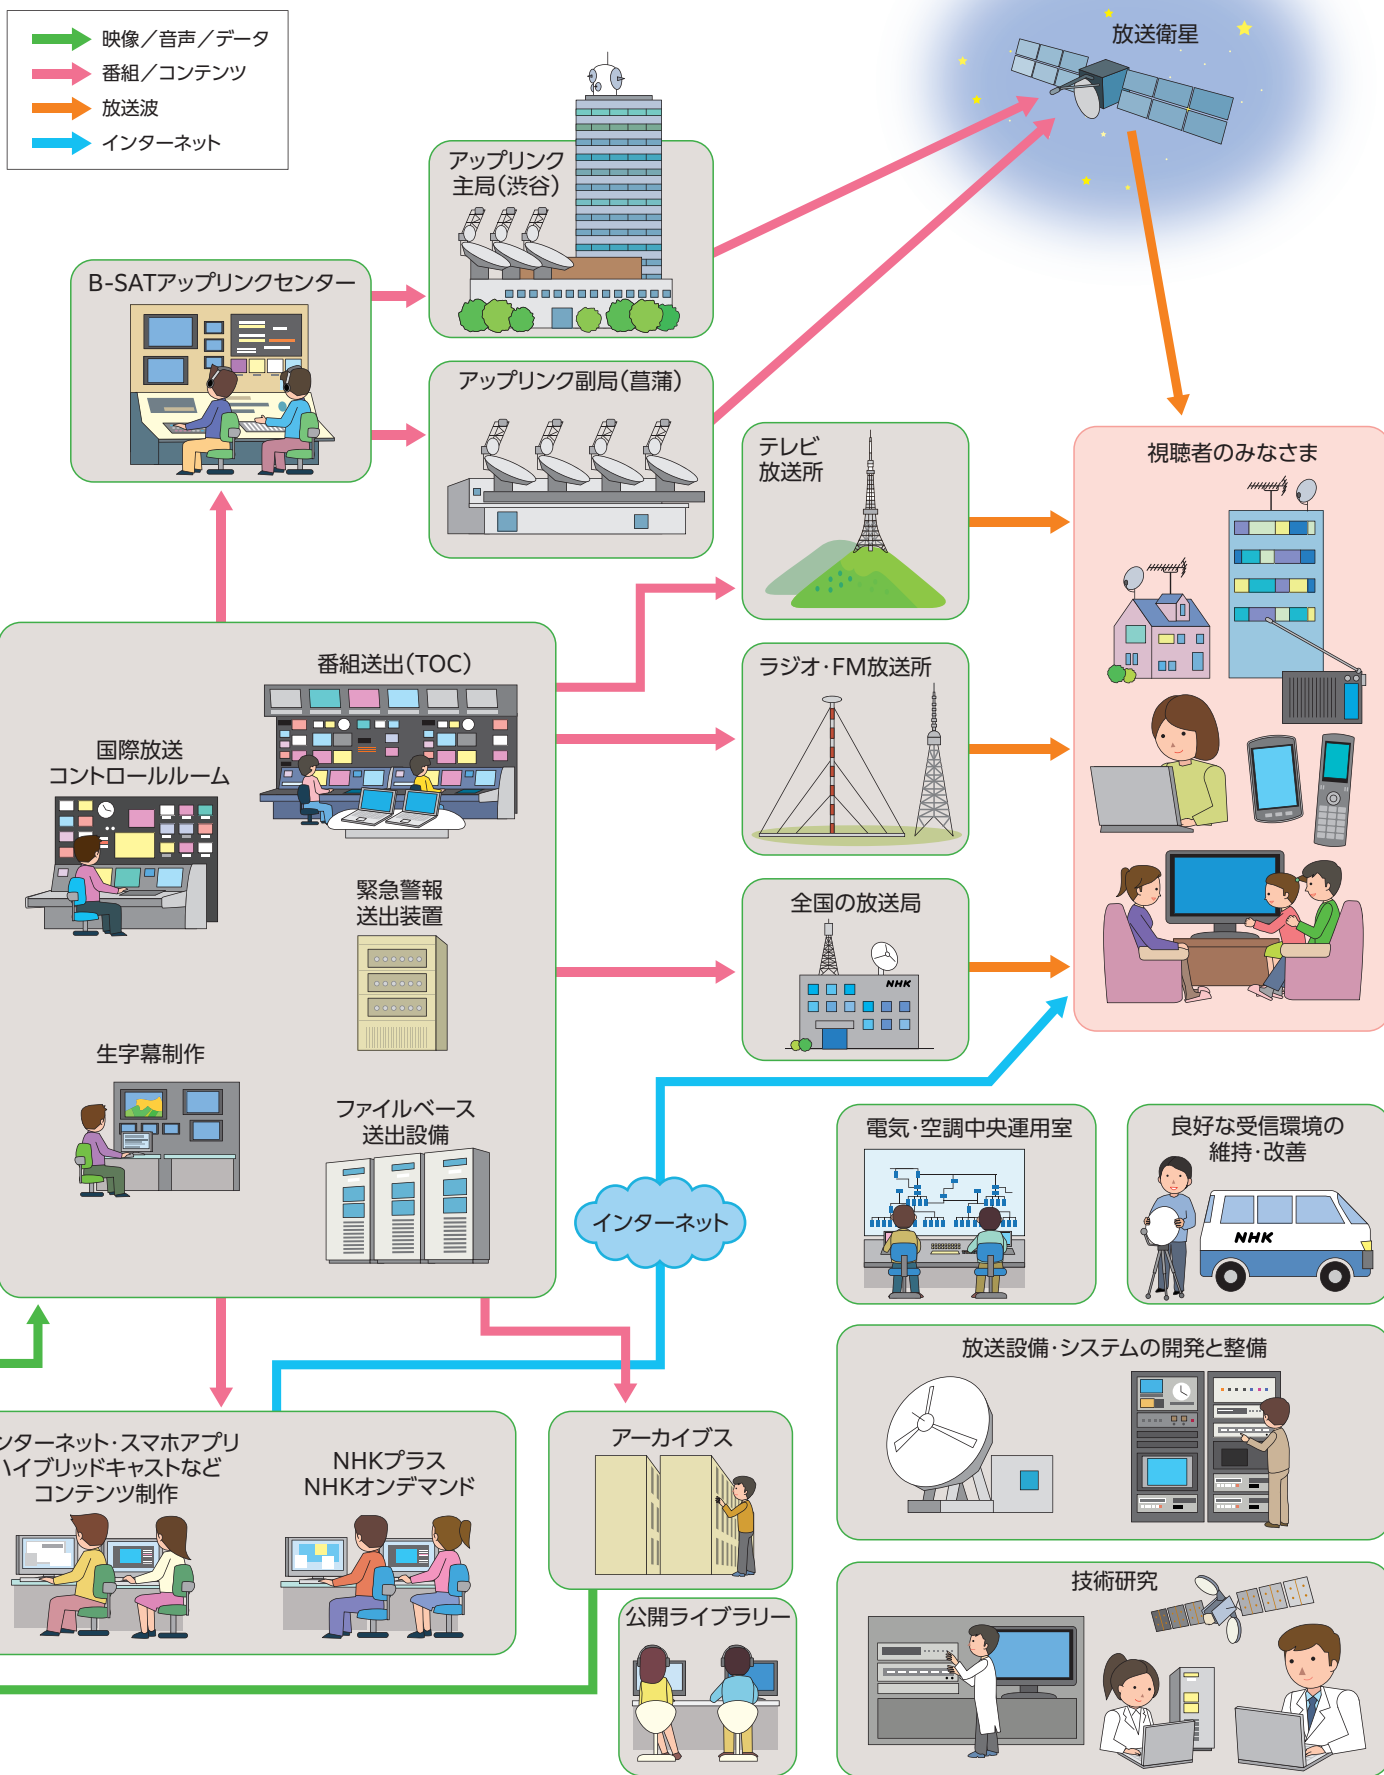 映像／音声／データ
番組／コンテンツ
放送波
インターネット
放送衛星
アップリンク
主局（渋谷）
B-SATアップリンクセンター
アップリンク副局（菖蒲）
テレビ
放送所
視聴者のみなさま
番組送出（TOC）
ラジオ・FM放送所
国際放送
コントロールルーム
緊急警報
送出装置
全国の放送局
NHK
生字幕制作
ファイルベース
送出設備
電気・空調中央運用室
良好な受信環境の
維持・改善
NHK
インターネット
放送設備・システムの開発と整備
ンターネット・スマホアプリ
ハイブリッドキャストなど
コンテンツ制作
NHKプラス
NHKオンデマンド
アーカイブス
技術研究
公開ライブラリー